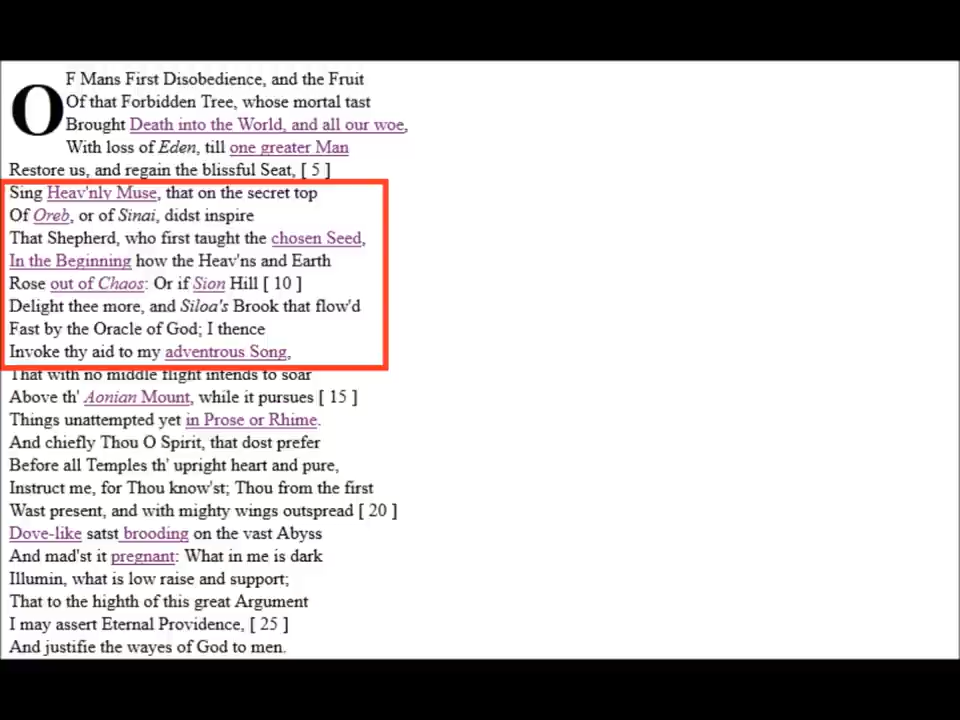 OF Mans First Disobedience, and the Fruit
Of that Forbidden Tree, whose mortal tast
Brought Death into the World, and all our woe,
With loss of Eden, till one greater Man
Restore us, and regain the blissful Seat, [ 5 ]
Sing Heav'nly Muse, that on the secret top
Of Oreb, or of Sinai, didst inspire
That Shepherd, who first taught the chosen Seed,
In the Beginning how the Heav'ns and Earth
Rose out of Chaos: Or if Sion Hill [ 10 ]
Delight thee more, and Siloa's Brook that flow'd
Fast by the Oracle of God; I thence
Invoke thy aid to my adventrous Song,
That with no middle flight intends to soar
Above th' Aonian Mount, while it pursues [ 15 ]
Things unattempted yet in Prose or Rhime.
And chiefly Thou O Spirit, that dost prefer
Before all Temples th' upright heart and pure,
Instruct me, for Thou know'st; Thou from the first
Wast present, and with mighty wings outspread [ 20 ]
Dove-like satst brooding on the vast Abyss
And mad'st it pregnant: What in me is dark
Illumin, what is low raise and support;
That to the highth of this great Argument
I may assert Eternal Providence, [ 25 ]
And justifie the wayes of God to men.